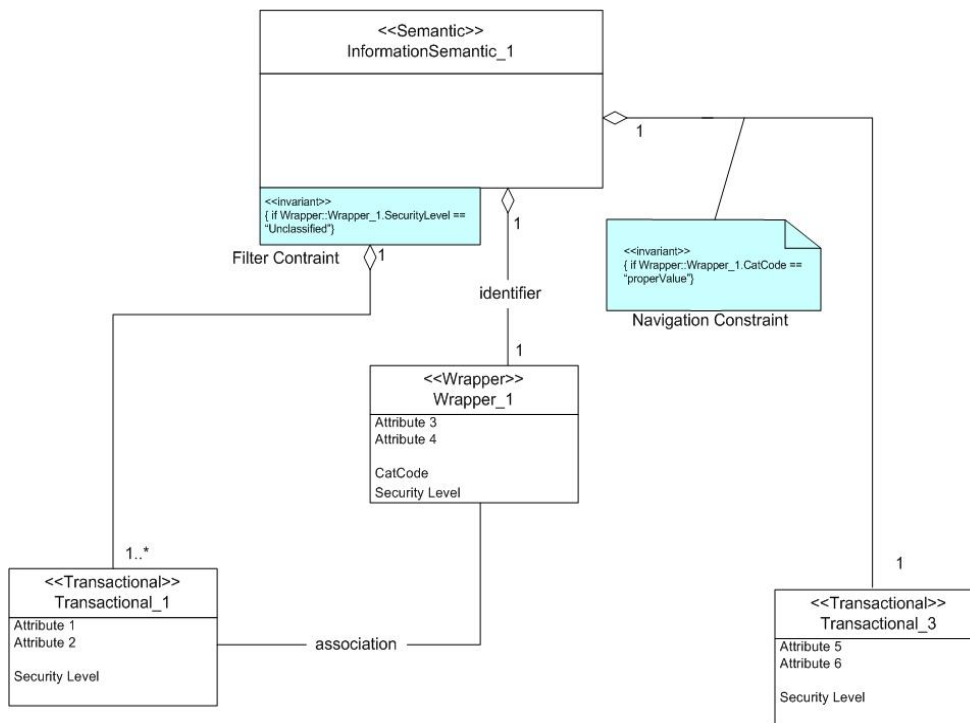 <<Semantic>>
InformationSemantic_1
1
<<invariant>>
{ if Wrapper::Wrapper_1.SecurityLevel ==
"Unclassified"}
Filter Contraint
1
1
<<invariant>>
{ if Wrapper::Wrapper_1.CatCode ==
"properValue"}
Navigation Constraint
identifier
1
<<Wrapper>>
Wrapper_1
Attribute 3
Attribute 4
CatCode
Security Level
1..*
<<Transactional>>
Transactional_1
Attribute 1
Attribute 2
Security Level
association
1
<<Transactional>>
Transactional_3
Attribute 5
Attribute 6
Security Level